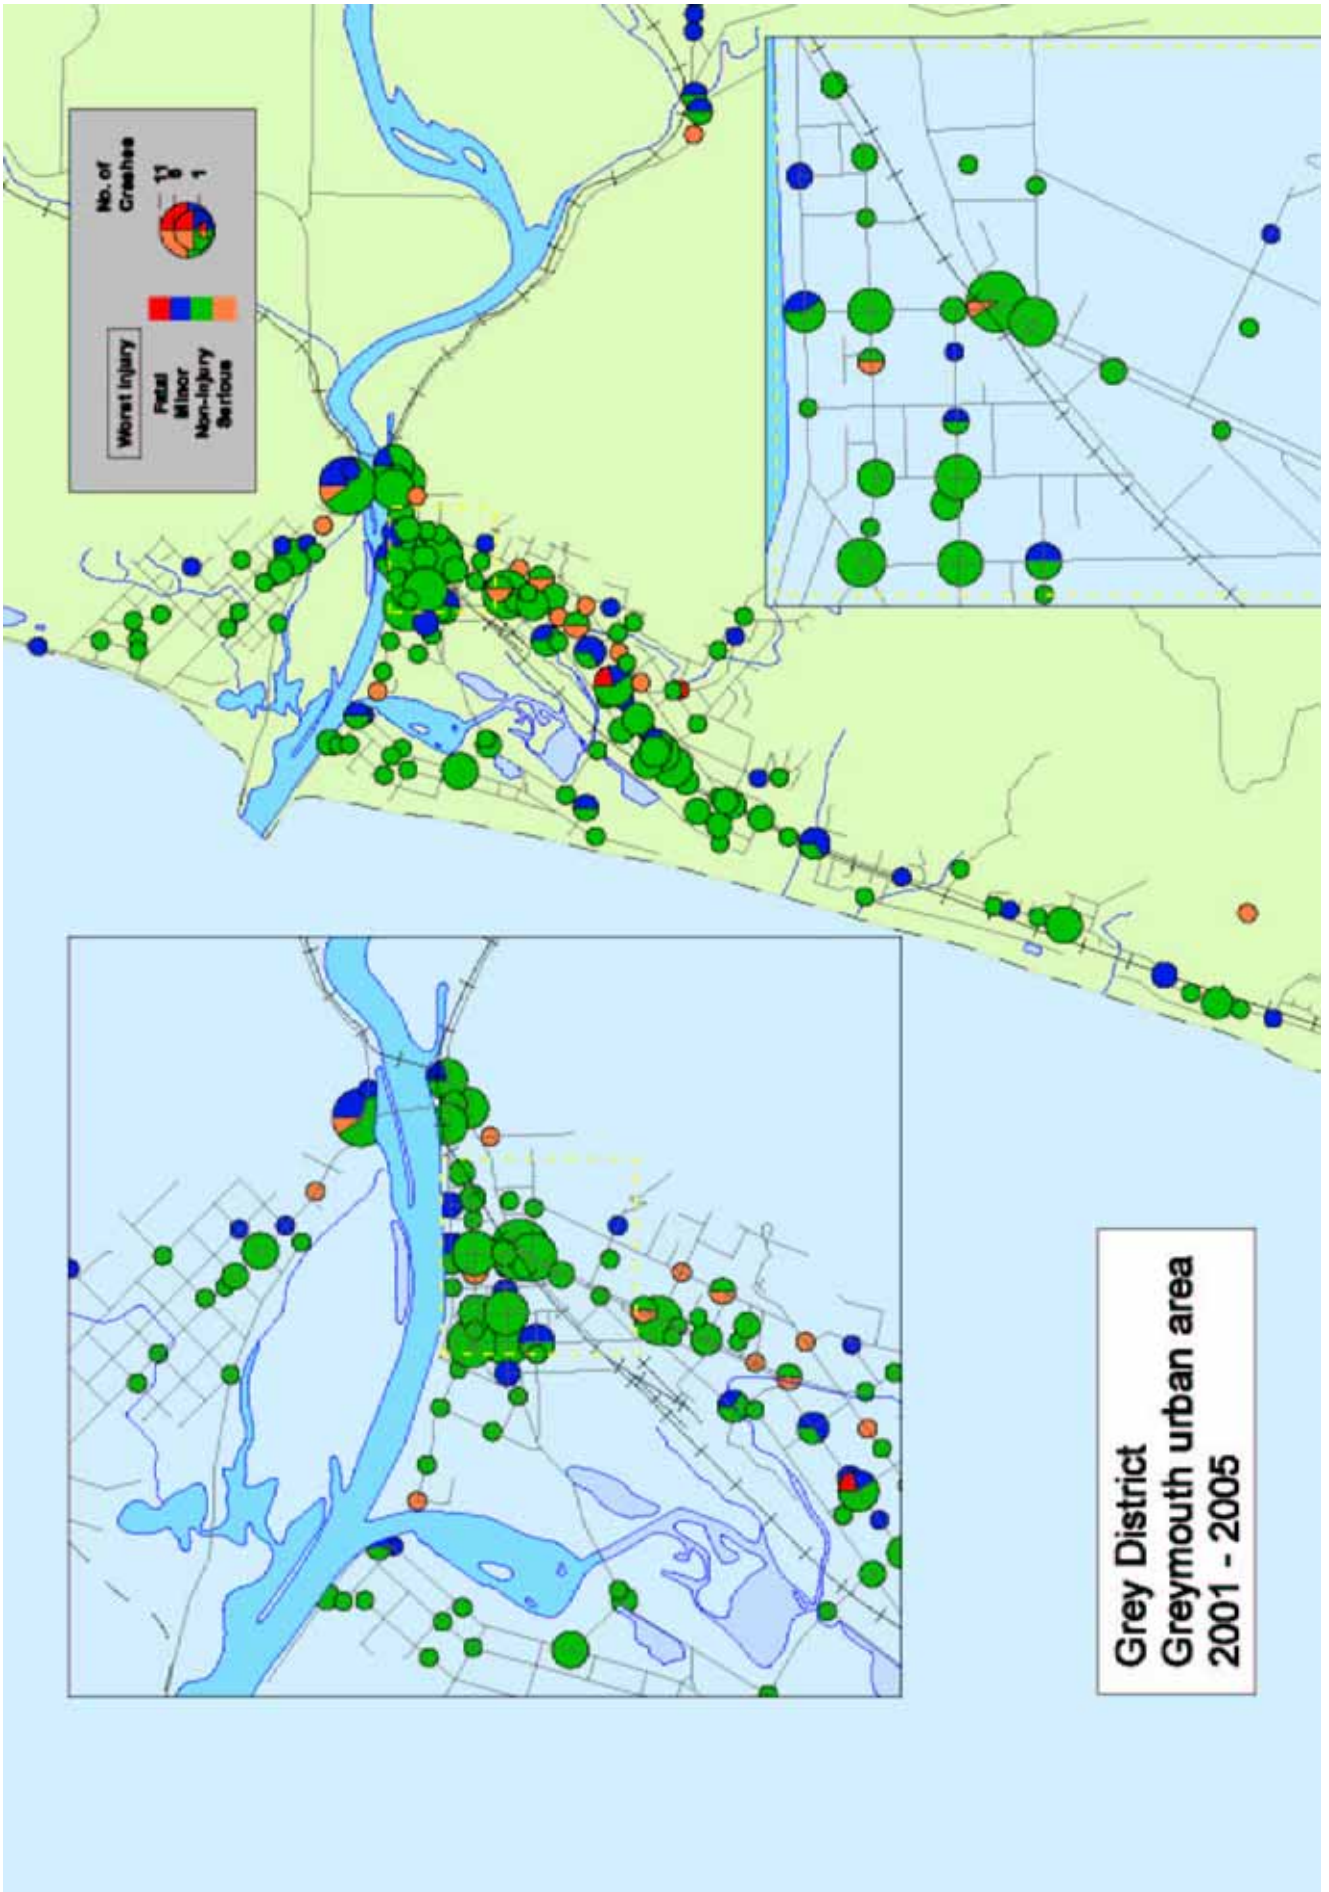 No. of
Crashes
11
6
1
Worst Injury
Fatal
Minor
Non-Injury
Serious
Grey District
Greymouth urban area
2001 - 2005